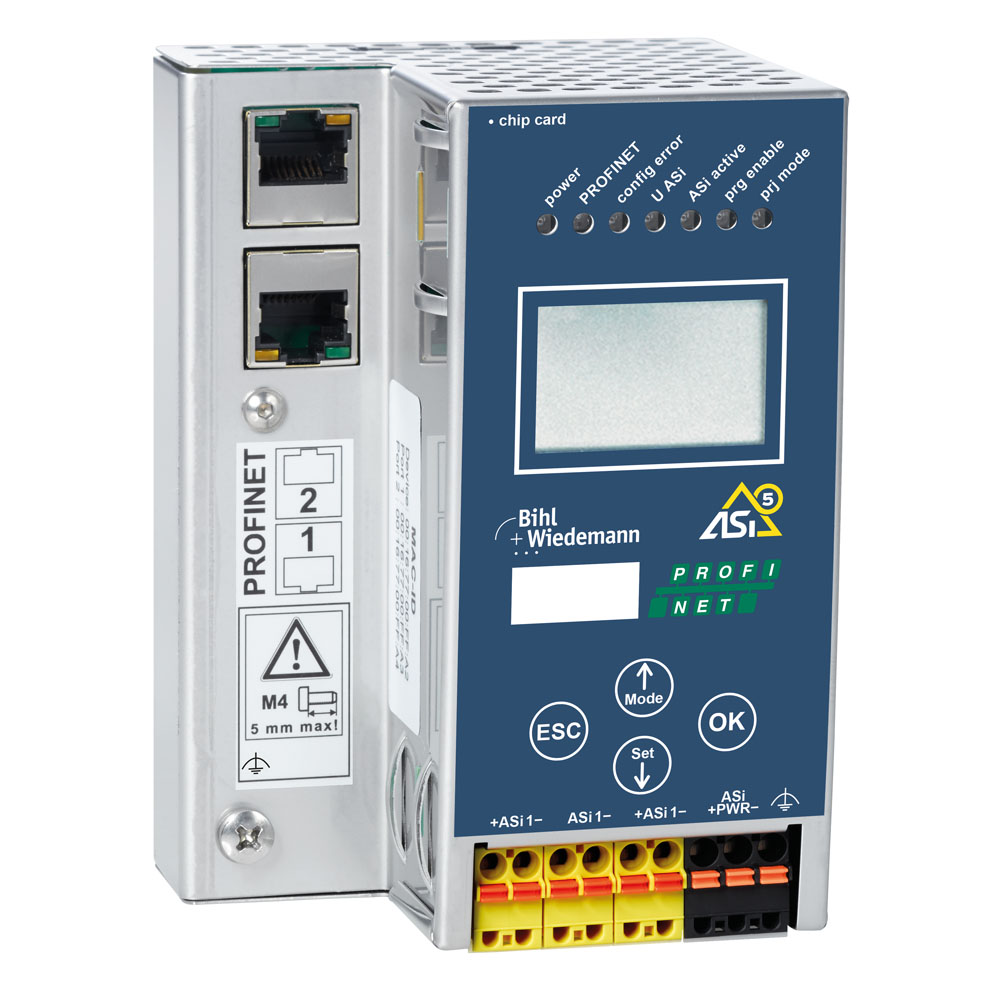 • chip card
power
PROFINET
config error
U ASi
ASi active
prg enable
prj mode
Bihl
+ Wiedemann
ASi 5
PROFI
NET
Mode
ESC
OK
Set
+ASi 1–
ASi 1–
+ASi 1–
ASi
+PWR–
PROFINET
2
1
M4
5 mm max!
MAC-ID